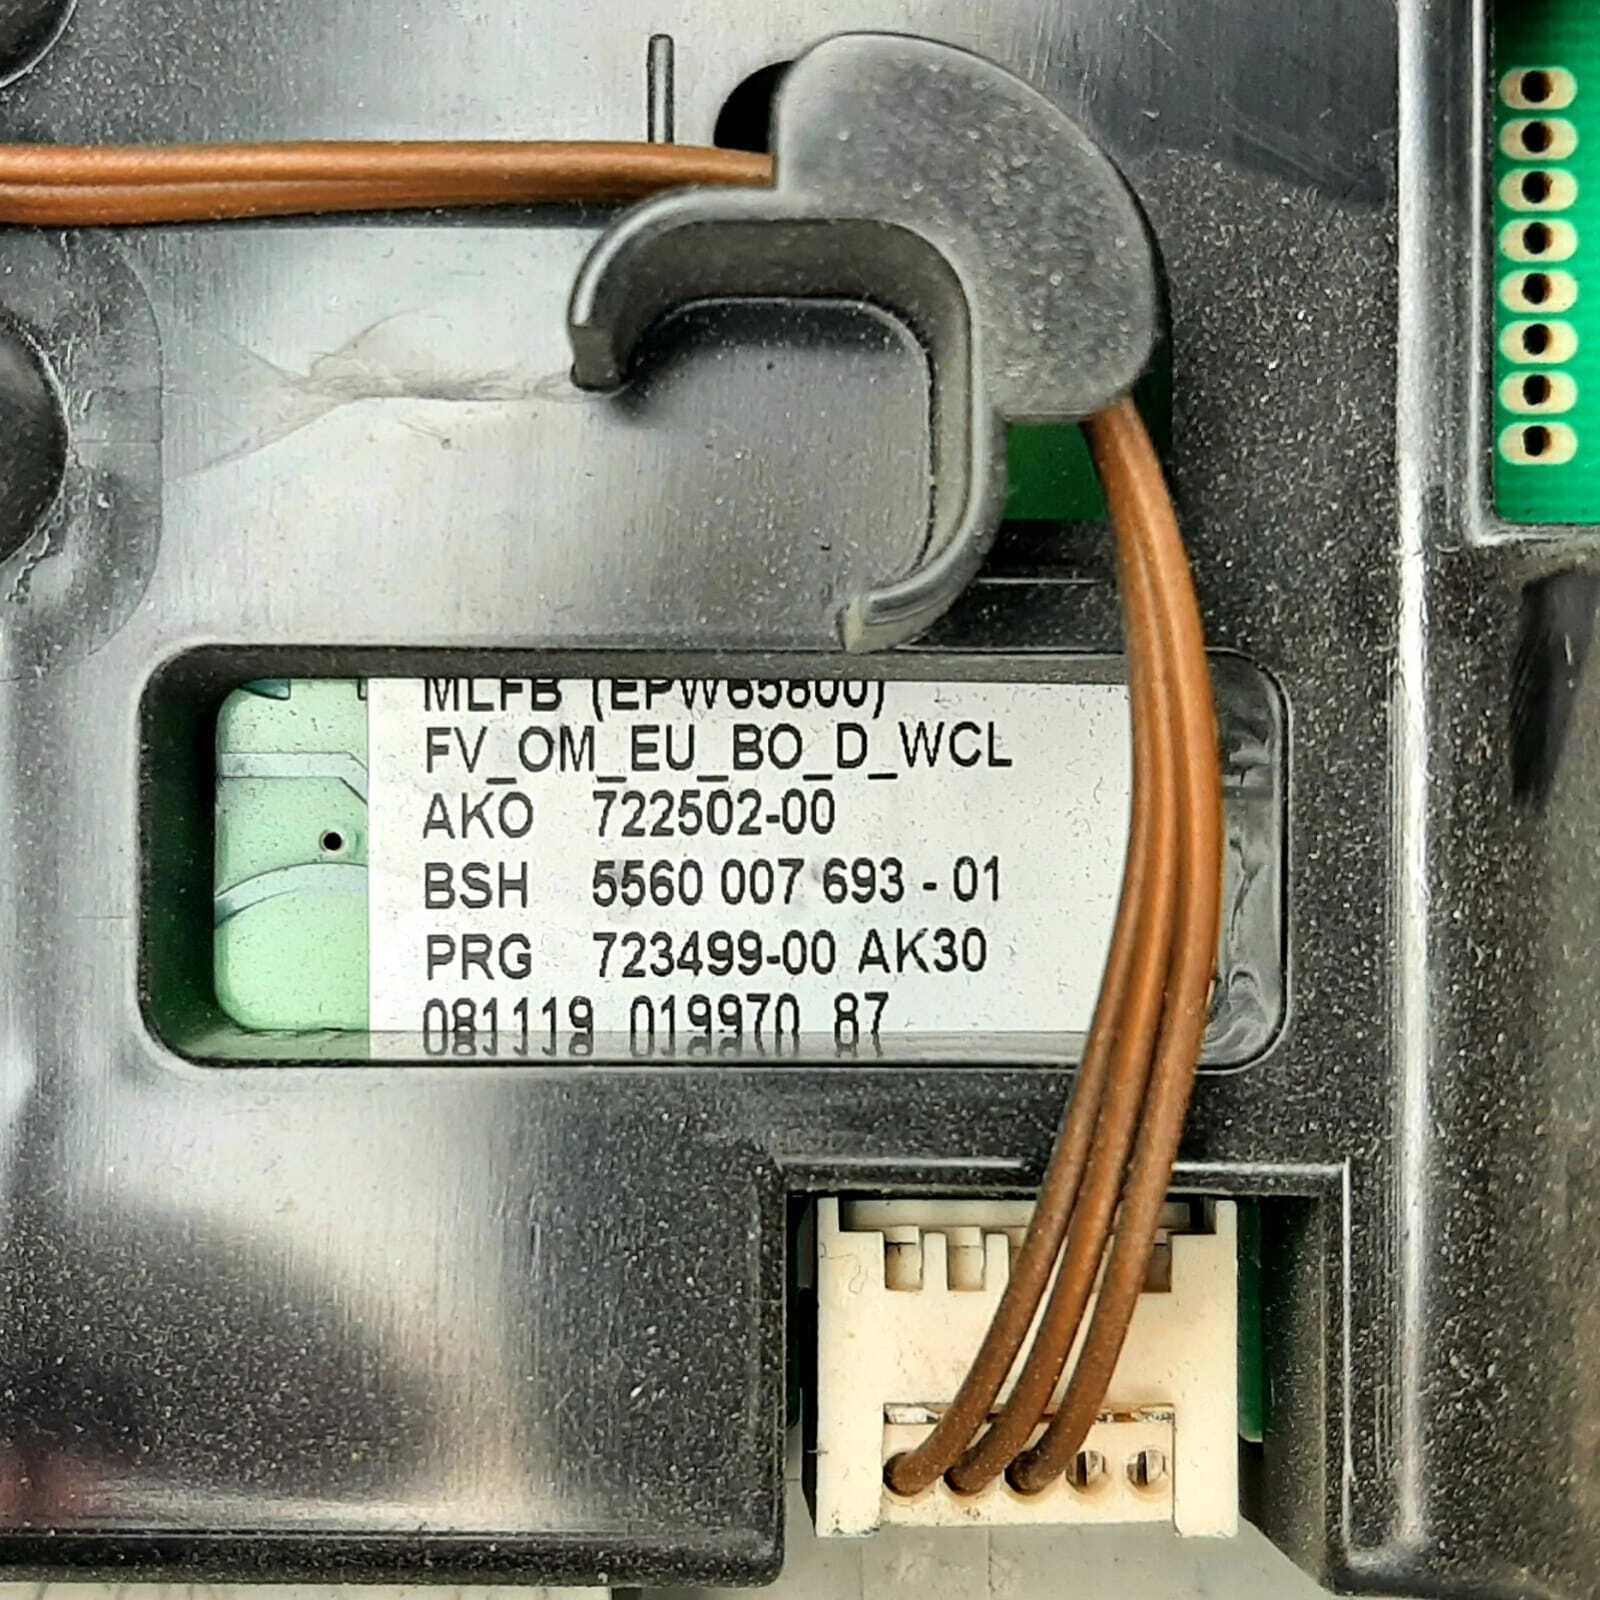 MLFB (EPW65800)
FV_OM_EU_BO_D_WCL
AKO 722502-00
BSH 5560 007 693 - 01
PRG 723499-00 AK30
081119 019970 87